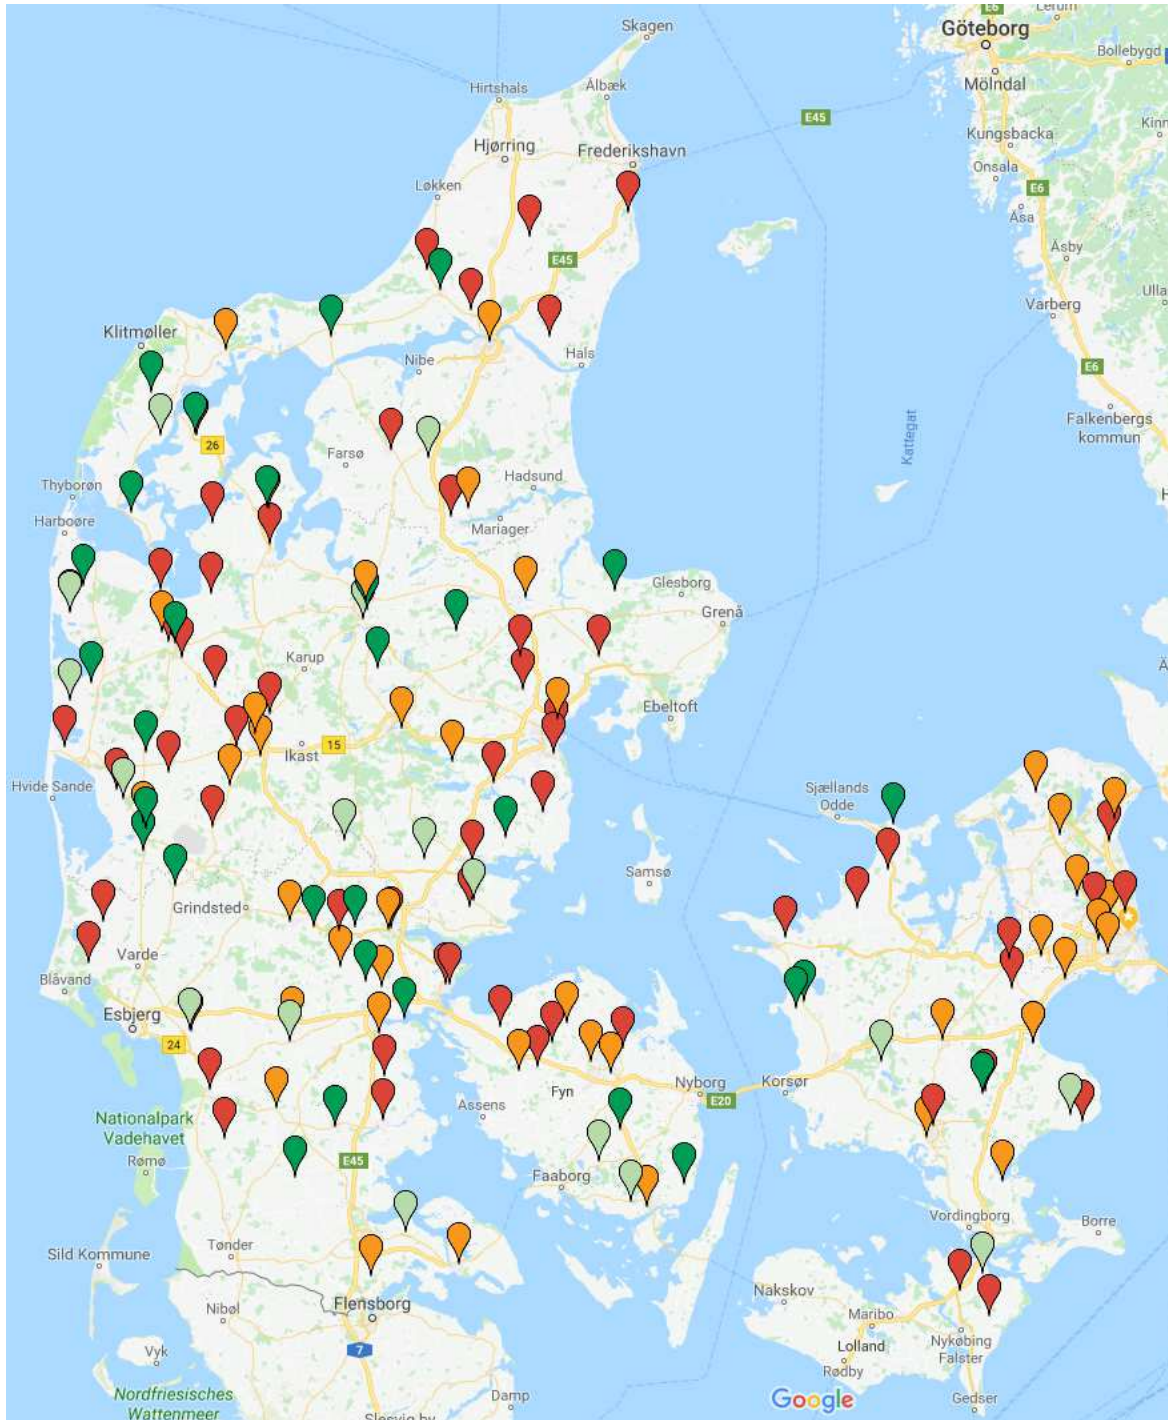 Skagen
E6
Lerum
Göteborg
Bollebygd
Hirtshals
Ålbæk
Mölndal
E45
Kungsbacka
Hjørring
Frederikshavn
Onsala
Løkken
E6
Åsa
Åsby
E45
Klitmøller
Varberg
Nibe
Hals
E6
Falkenbergs
kommun
Kattegat
26
Farsø
Thyborøn
Hadsund
Harboøre
Mariager
Glesborg
Grenå
Karup
Ebeltoft
Ikast
15
Hvide Sande
Sjællands
Odde
Samsø
Grindsted
Varde
Blåvand
Esbjerg
24
Fyn
Nyborg
Korsør
E20
Assens
Nationalpark
Vadehavet
Rømø
E45
Faaborg
Vordingborg
Borre
Sild Kommune
Tønder
Nakskov
Nibøl
Flensborg
Maribo
Lolland
Nykøbing
Falster
7
Vyk
Rødby
Nordfriesisches
Wattenmeer
Damp
Google
Gedser